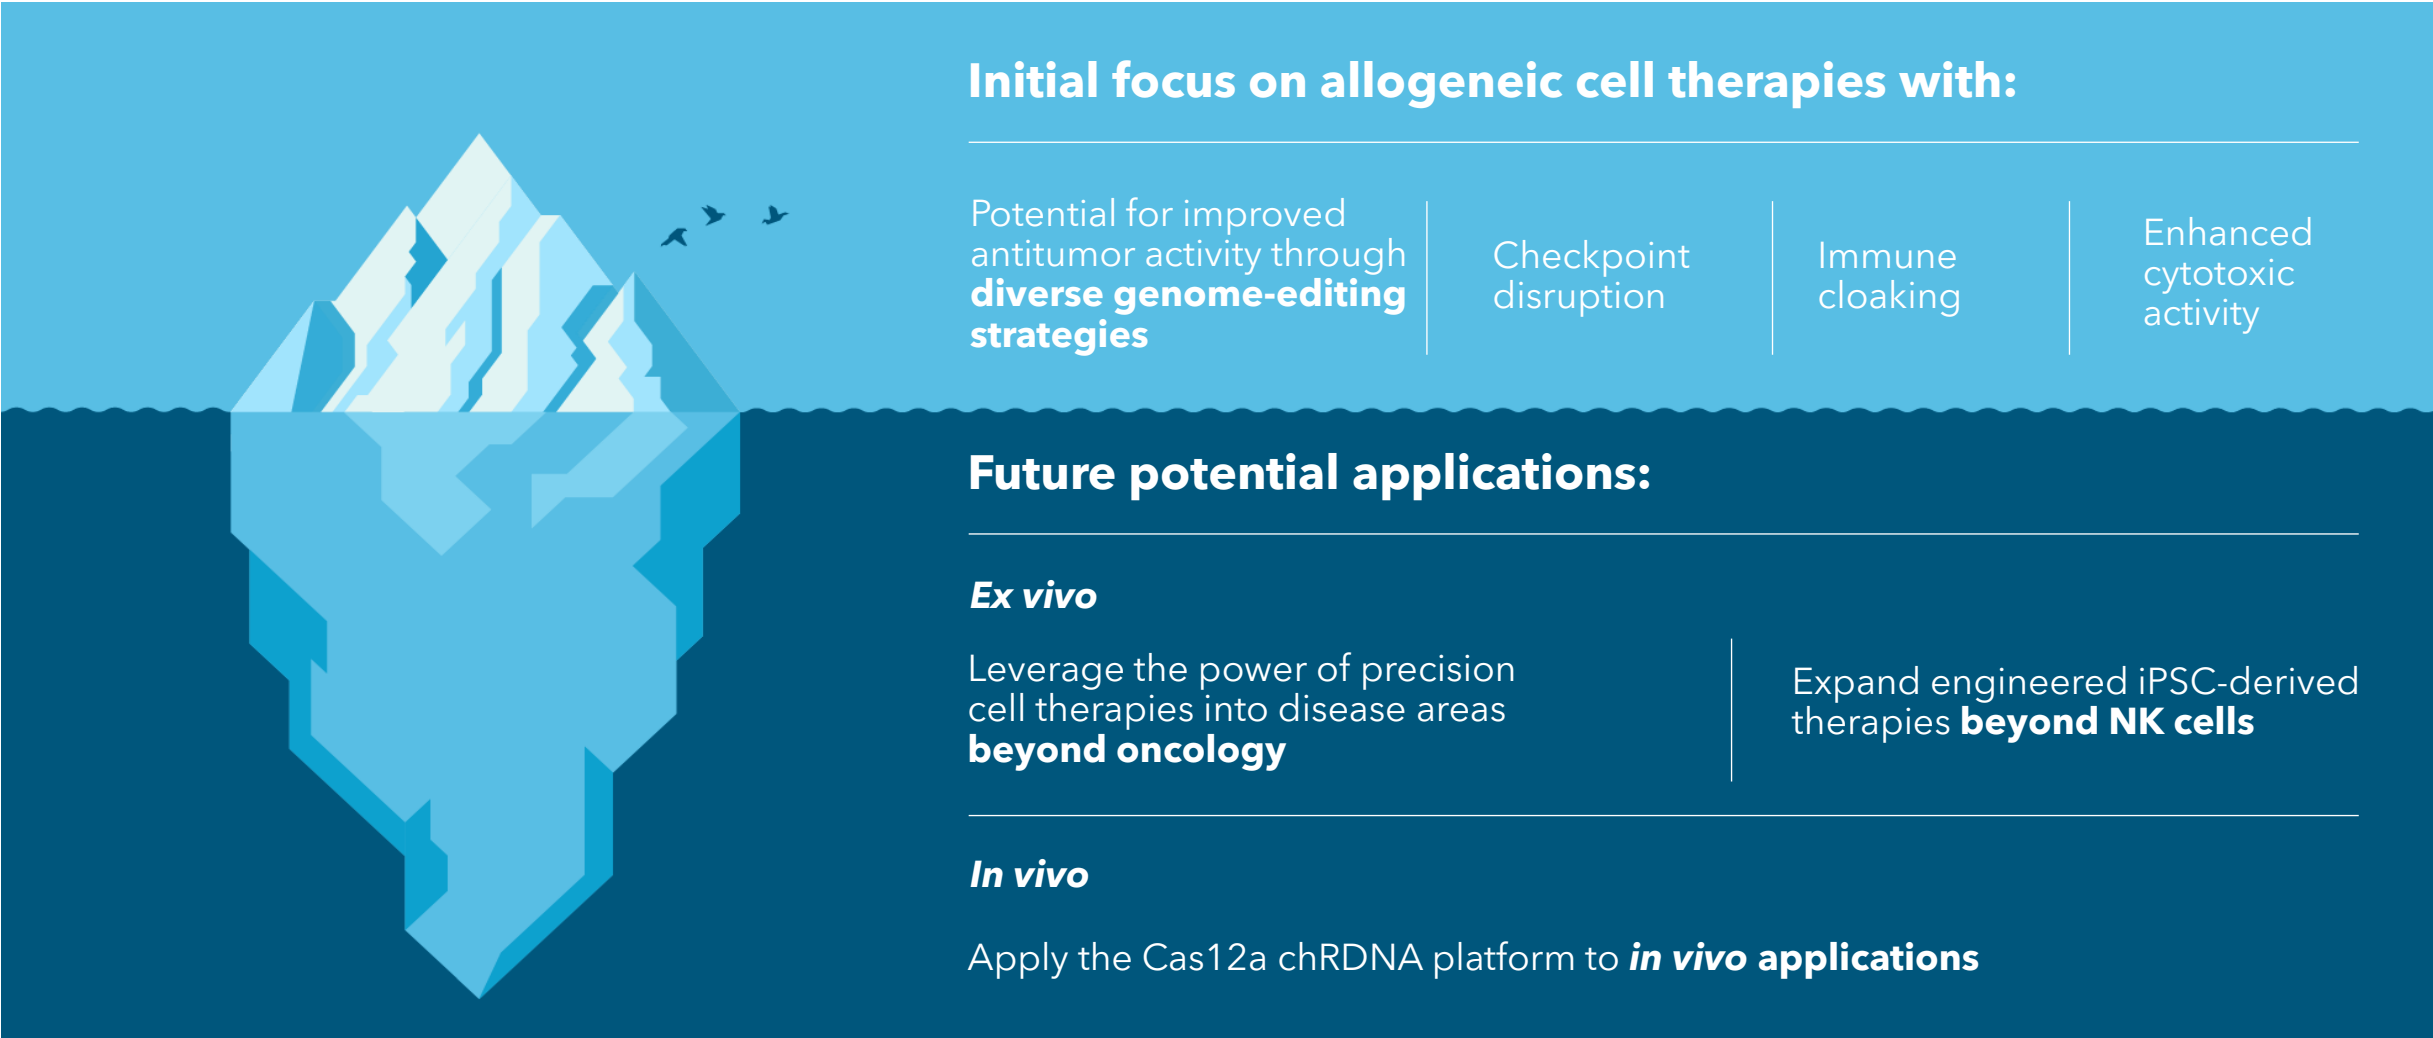 Initial focus on allogeneic cell therapies with:
Potential for improved
antitumor activity through
diverse genome-editing
strategies
Checkpoint
disruption
Immune
cloaking
Enhanced
cytotoxic
activity
Future potential applications:
Ex vivo
Leverage the power of precision
cell therapies into disease areas
beyond oncology
Expand engineered iPSC-derived
therapies beyond NK cells
In vivo
Apply the Cas12a chRDNA platform to in vivo applications